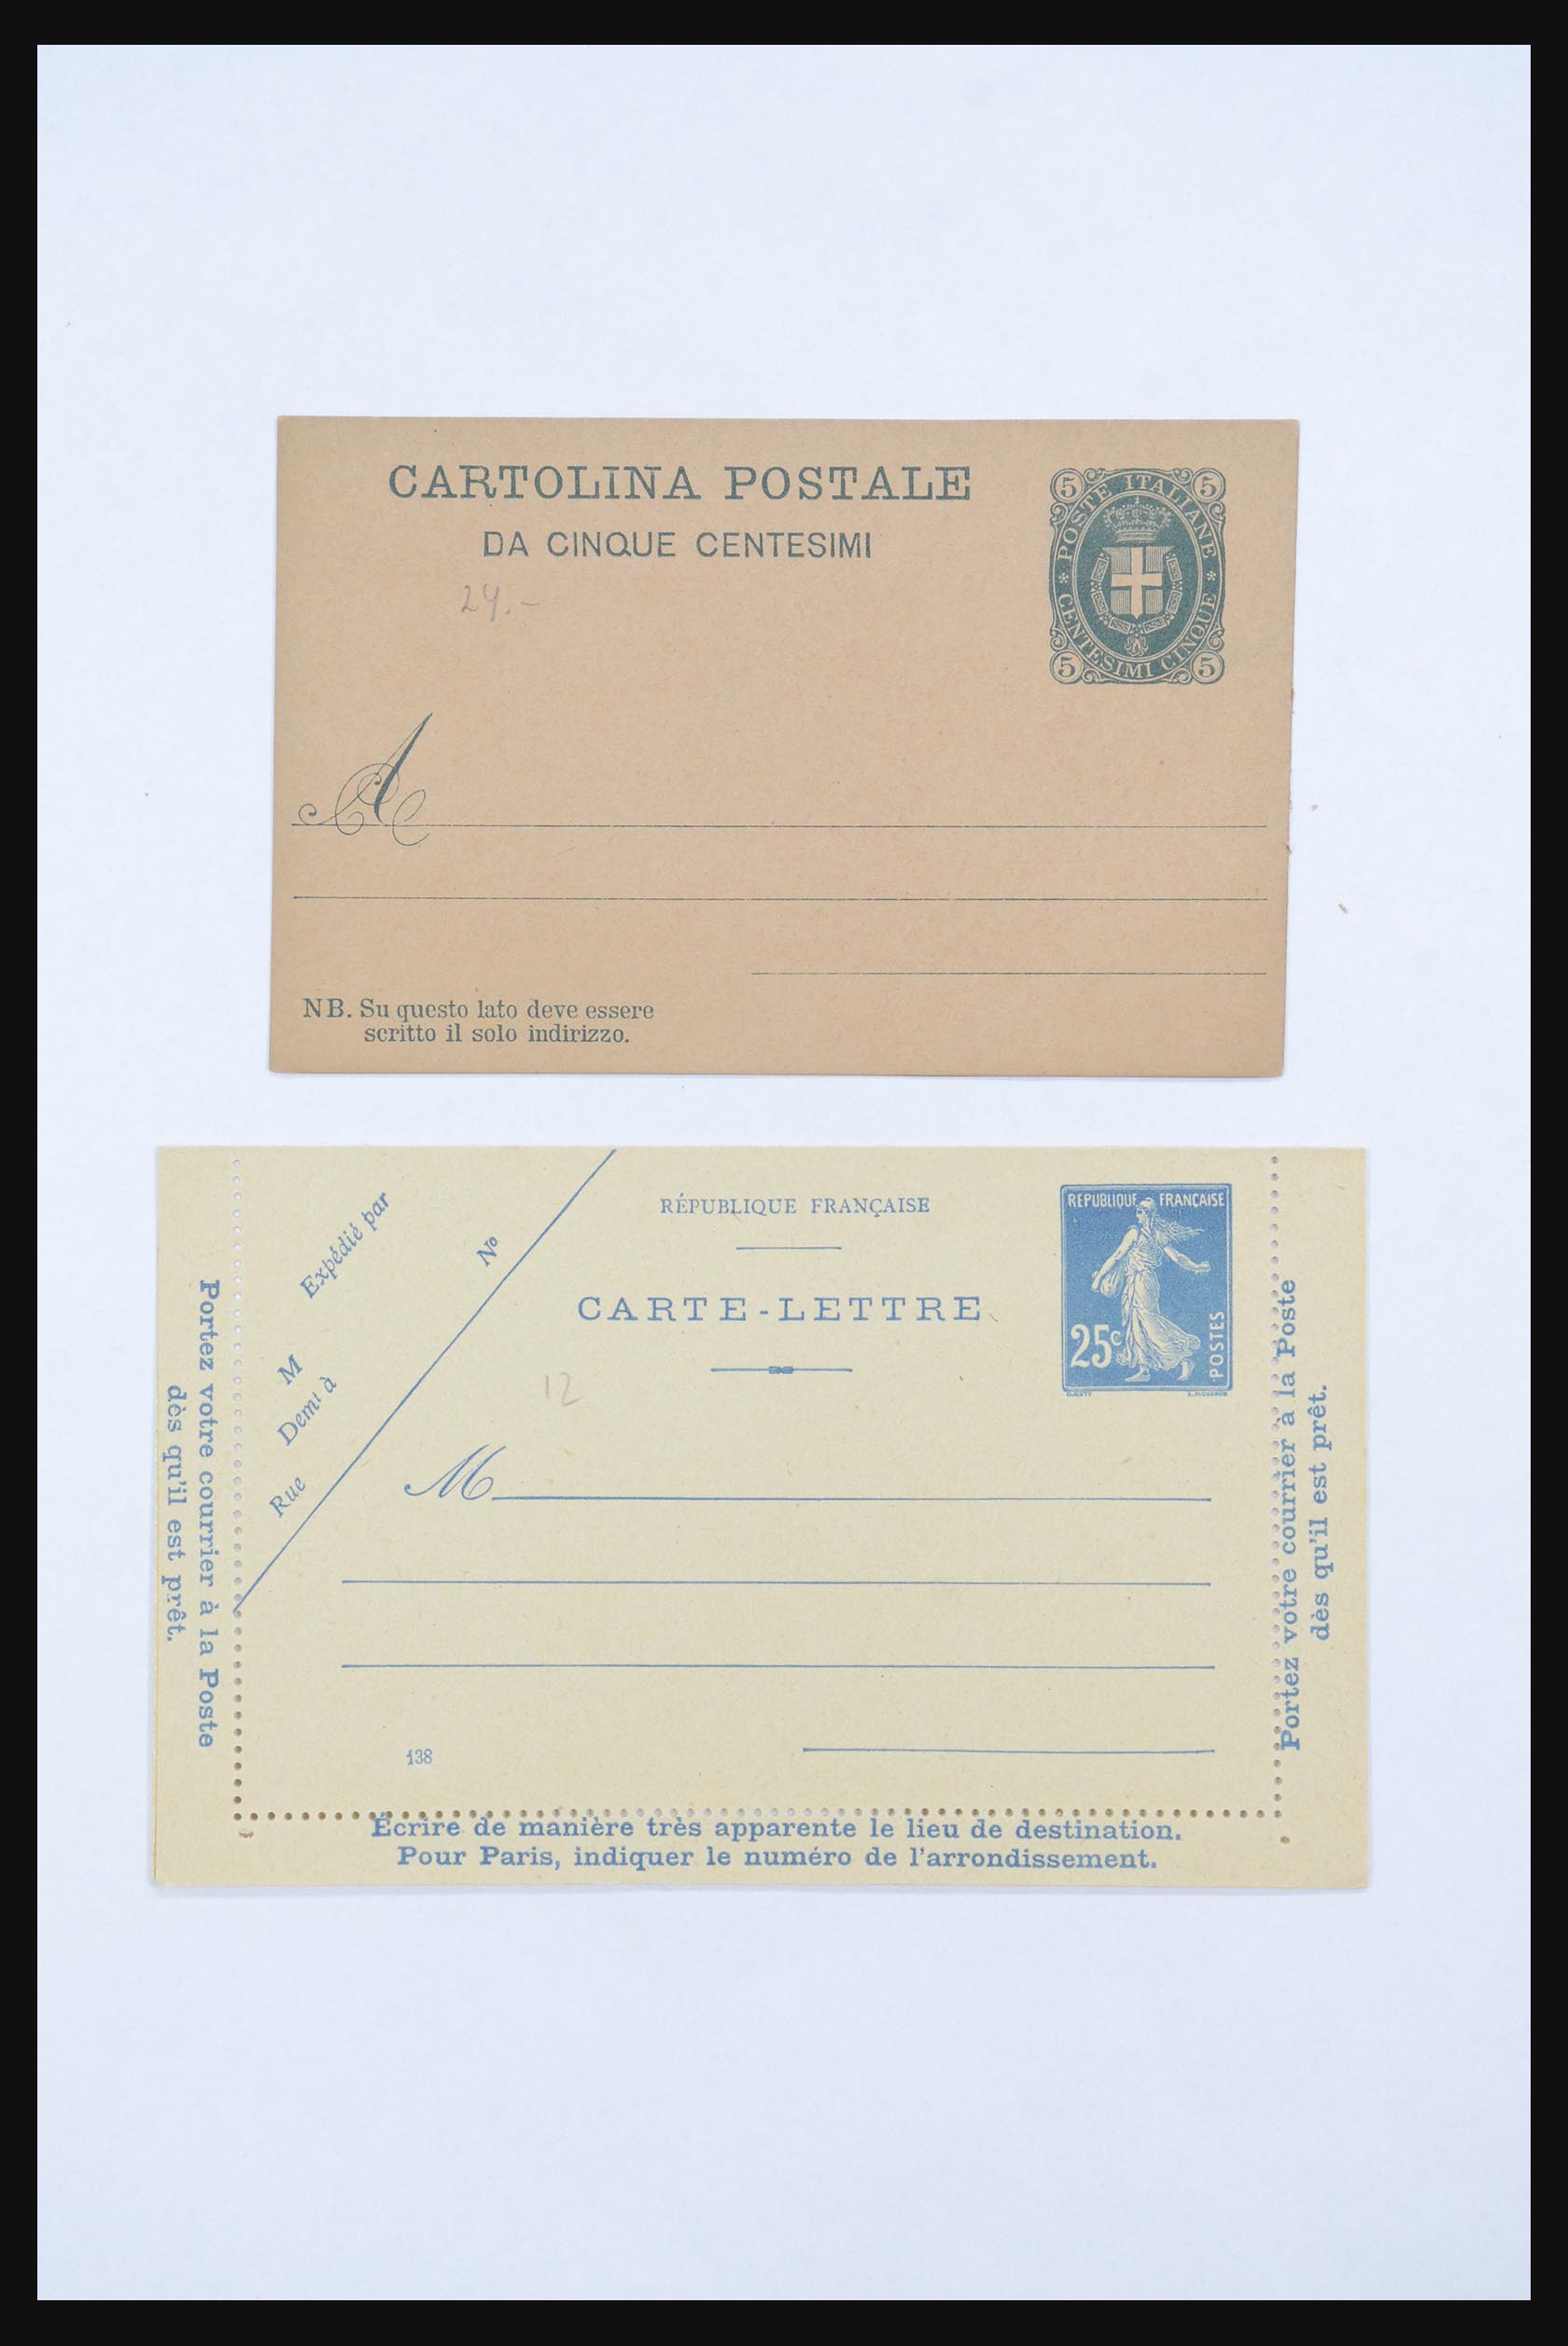 CARTOLINA POSTALE
DA CINQUE CENTESIMI
24.-
5 5
POSTE ITALIANE
CENTESIMI CINQUE
5 5
A
NB. Su questo lato deve essere
scritto il solo indirizzo.
RÉPUBLIQUE FRANÇAISE
CARTE-LETTRE
REPUBLIQUE FRANÇAISE
25c
POSTES
Expédié par
No
M
Demt à
Rue
12
M
138
Portez votre courrier à la Poste
dès qu'il est prêt.
Portez votre courrier à la Poste
dès qu'il est prêt.
Écrire de manière très apparente le lieu de destination.
Pour Paris, indiquer le numéro de l'arrondissement.